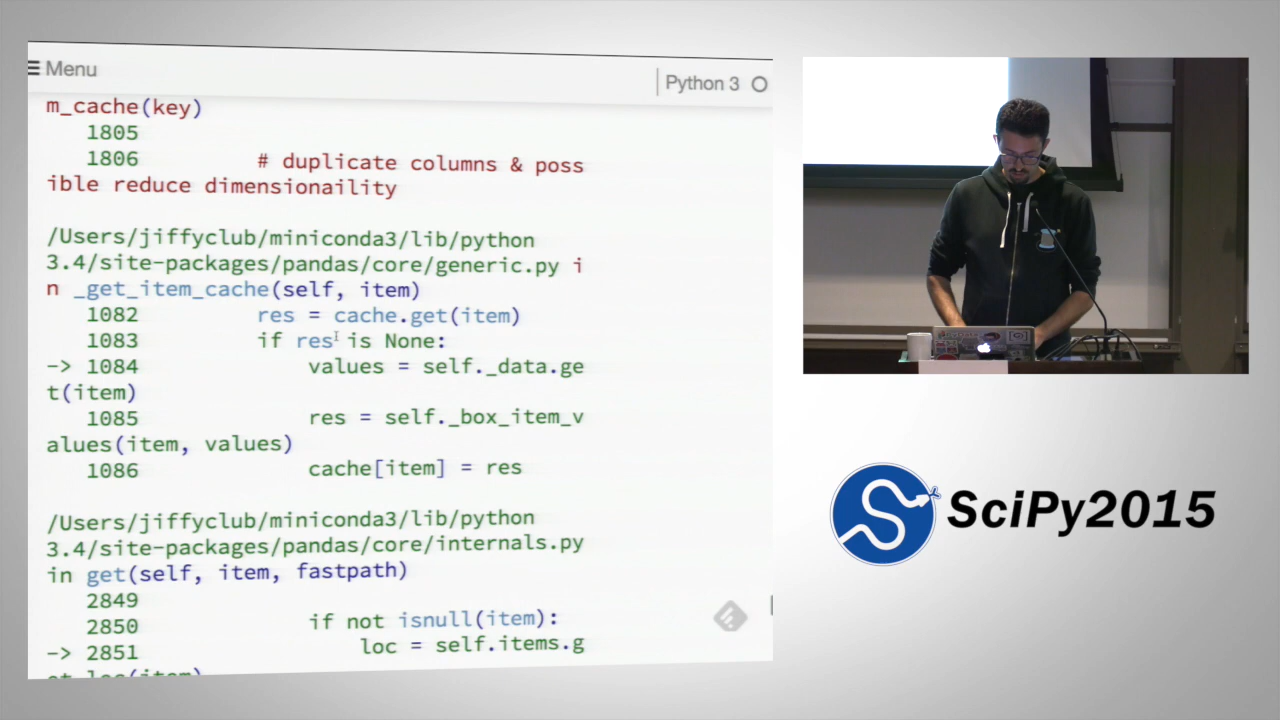 Menu
Python 3
m_cache(key)
1805
1806 # duplicate columns & poss
ible reduce dimensionaility
/Users/jiffyclub/miniconda3/lib/python
3.4/site-packages/pandas/core/generic.py i
n _get_item_cache(self, item)
1082 res = cache.get(item)
1083 if res is None:
-> 1084 values = self._data.ge
t(item)
1085 res = self._box_item_v
alues(item, values)
1086 cache[item] = res
/Users/jiffyclub/miniconda3/lib/python
3.4/site-packages/pandas/core/internals.py
in get(self, item, fastpath)
2849
2850 if not isnull(item):
-> 2851 loc = self.items.g
et_loc(item)
SciPy2015